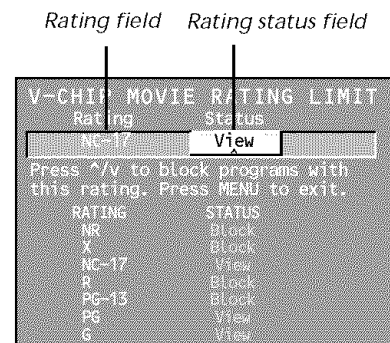 Rating field Rating status field
V-CHIP MOVIE RATING LIMIT
Rating Status
NC-17 View
Press ^/v to block programs with
this rating. Press MENU to exit.
RATING STATUS
NR Block
X Block
NC-17 View
R Block
PG-13 Block
PG View
G View